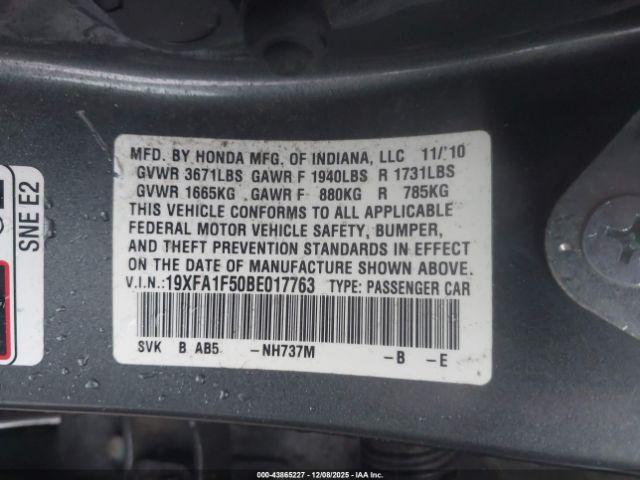 MFD. BY HONDA MFG. OF INDIANA, LLC 11/'10
GVWR 3671LBS GAWR F 1940LBS R 1731LBS
GVWR 1665KG GAWR F 880KG R 785KG
THIS VEHICLE CONFORMS TO ALL APPLICABLE
FEDERAL MOTOR VEHICLE SAFETY, BUMPER,
AND THEFT PREVENTION STANDARDS IN EFFECT
ON THE DATE OF MANUFACTURE SHOWN ABOVE.
V.I.N.:19XFA1F50BE017763 TYPE: PASSENGER CAR
SVK B AB5 -NH737M -B -E
SNE E2
© 43865227 - 12/08/2025 - IAA Inc.